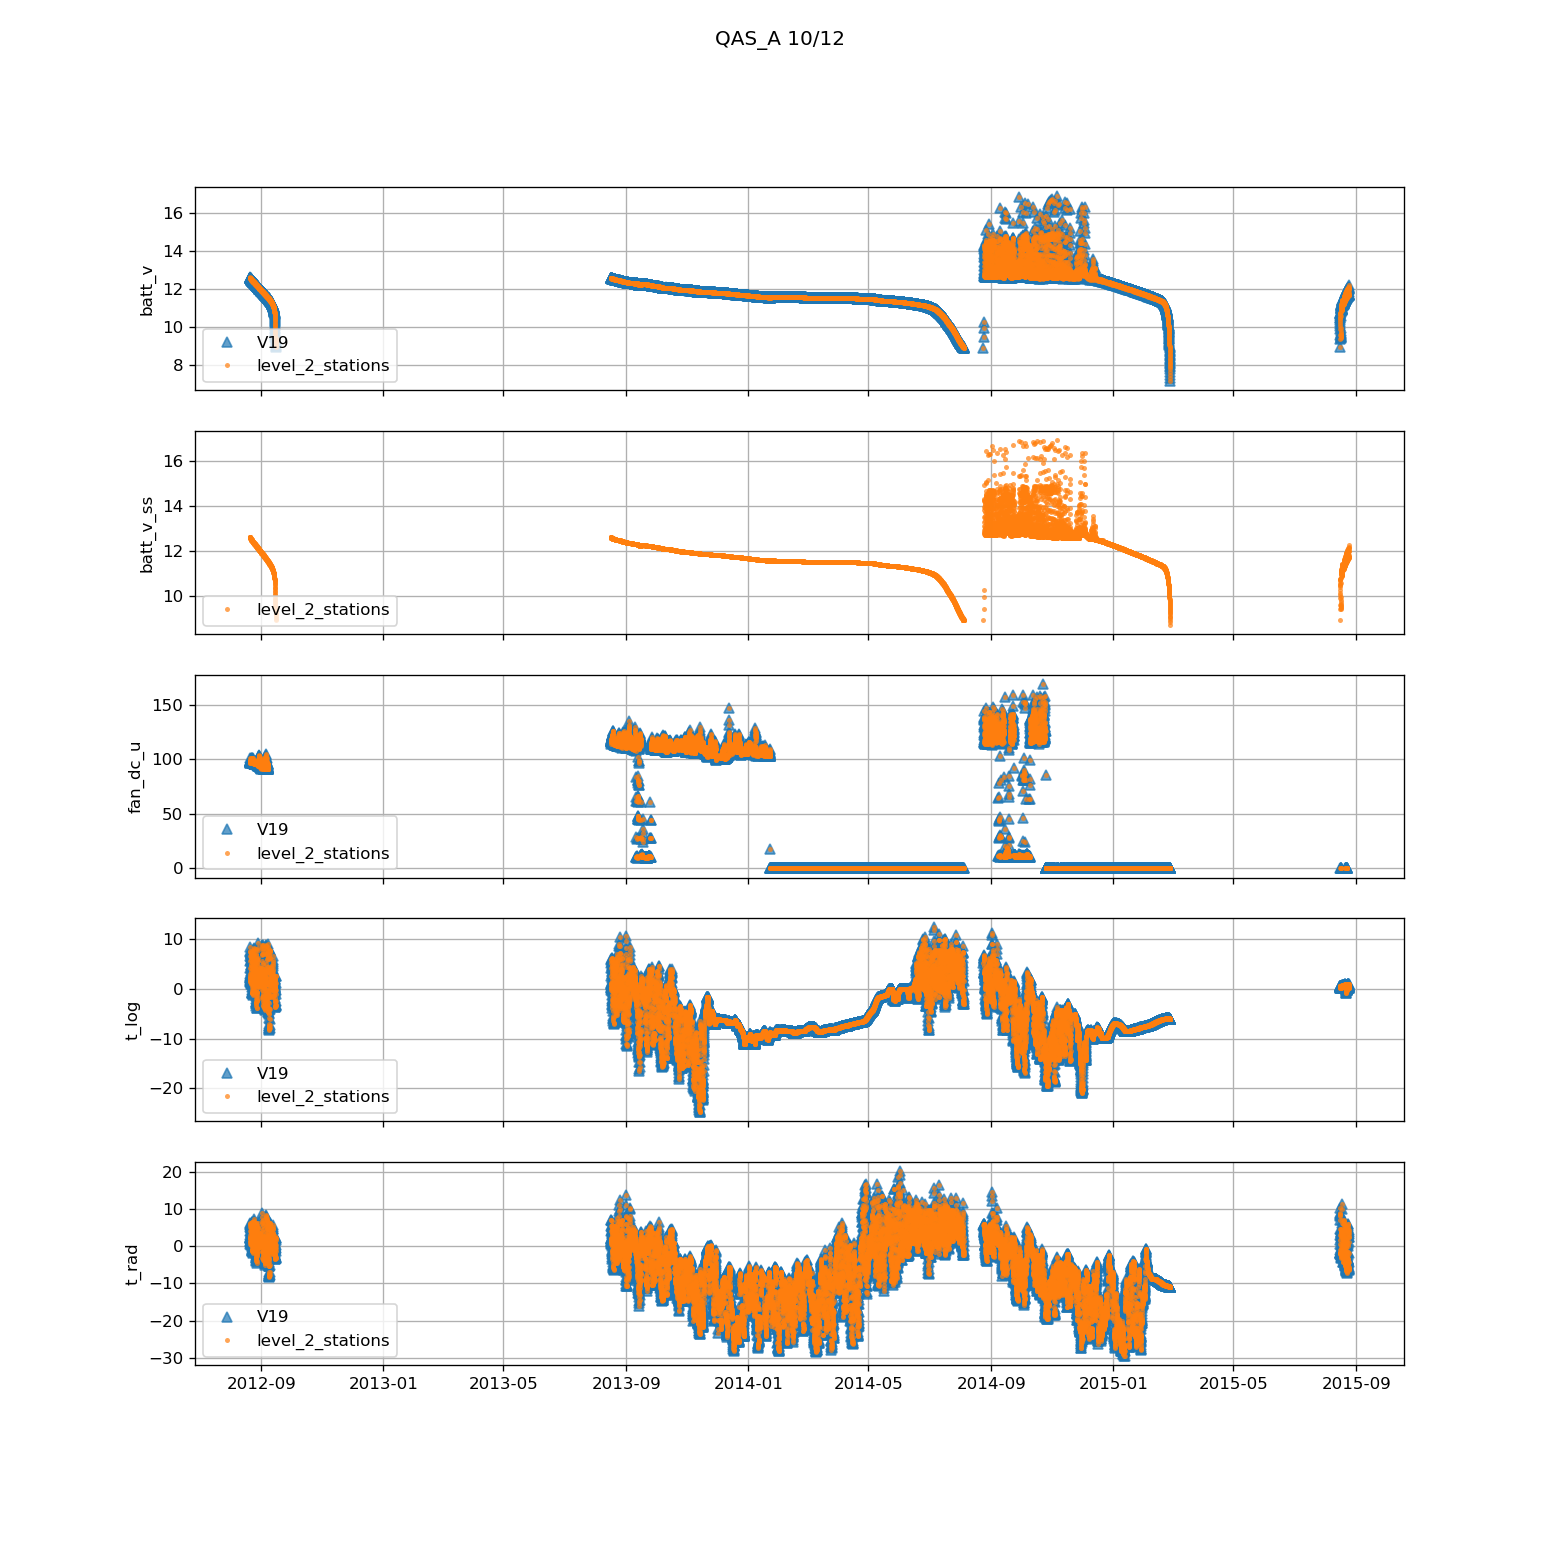 QAS_A 10/12
16
14
12
10
8
batt_v
V19
level_2_stations
16
14
12
10
batt_v_ss
level_2_stations
150
100
50
0
fan_dc_u
V19
level_2_stations
10
0
−10
−20
t_log
V19
level_2_stations
20
10
0
−10
−20
−30
t_rad
V19
level_2_stations
2012-09 2013-01 2013-05 2013-09 2014-01 2014-05 2014-09 2015-01 2015-05 2015-09